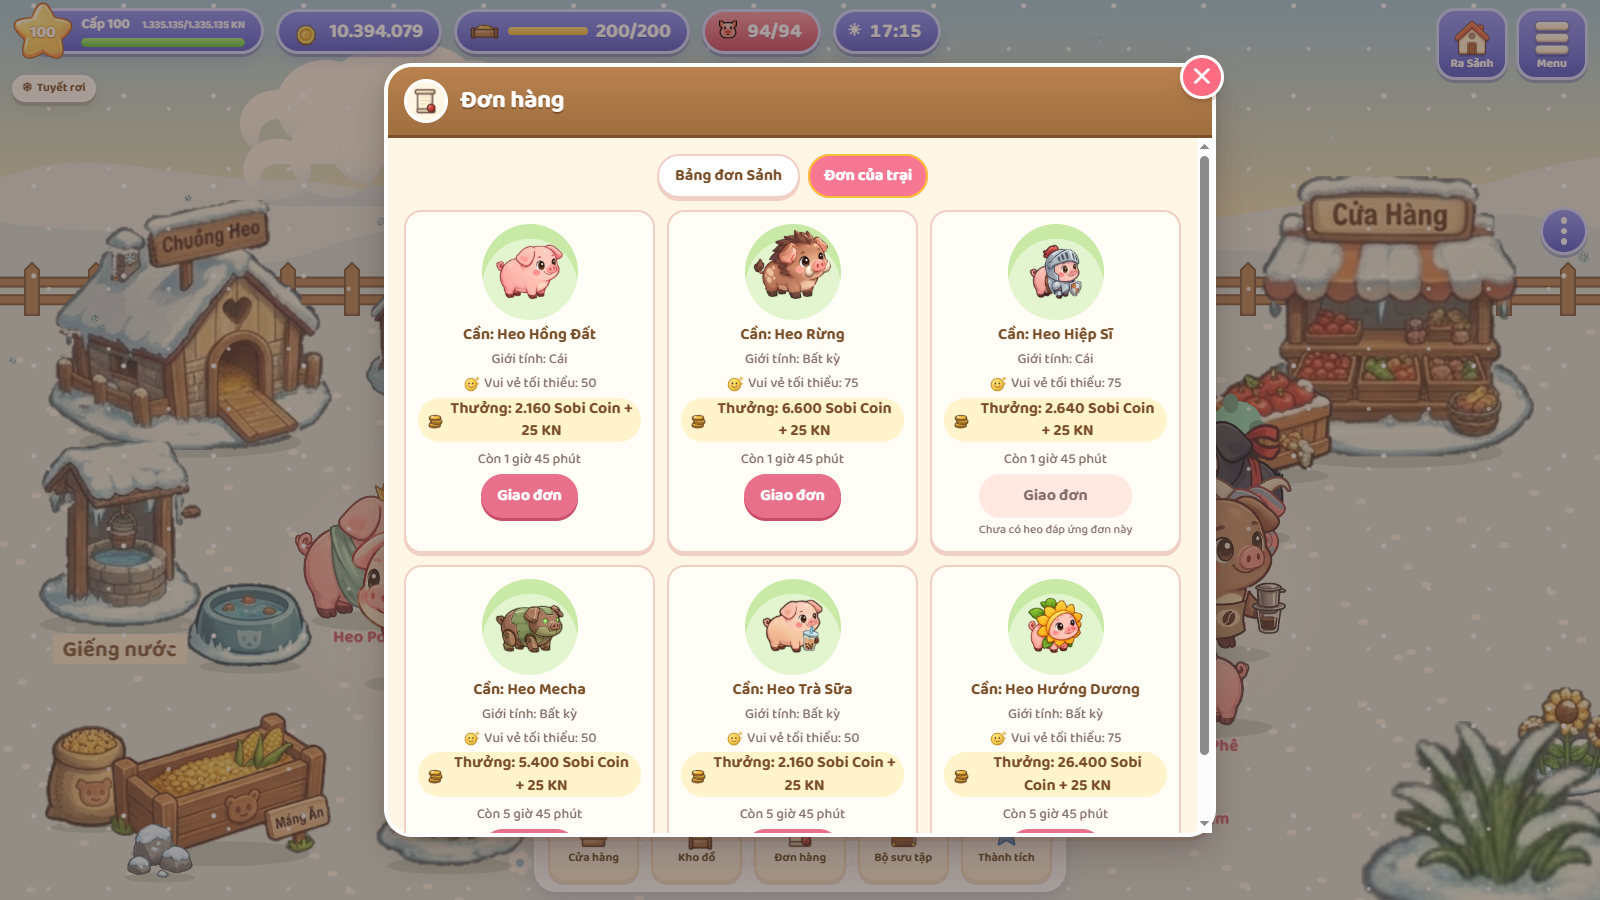 100
Cấp 100
1.335.135/1.335.135 KN
10.394.079
200/200
94/94
17:15
Ra Sảnh
Menu
Tuyết rơi
Đơn hàng
Bảng đơn Sảnh
Đơn của trại
Chuồng Heo
Cửa Hàng
Cần: Heo Hồng Đất
Giới tính: Cái
Vui vẻ tối thiểu: 50
Thưởng: 2.160 Sobi Coin +
25 KN
Còn 1 giờ 45 phút
Giao đơn
Cần: Heo Rừng
Giới tính: Bất kỳ
Vui vẻ tối thiểu: 75
Thưởng: 6.600 Sobi Coin
+ 25 KN
Còn 1 giờ 45 phút
Giao đơn
Cần: Heo Hiệp Sĩ
Giới tính: Cái
Vui vẻ tối thiểu: 75
Thưởng: 2.640 Sobi Coin
+ 25 KN
Còn 1 giờ 45 phút
Giao đơn
Chưa có heo đáp ứng đơn này
Cần: Heo Mecha
Giới tính: Bất kỳ
Vui vẻ tối thiểu: 50
Thưởng: 5.400 Sobi Coin
+ 25 KN
Còn 5 giờ 45 phút
Cần: Heo Trà Sữa
Giới tính: Bất kỳ
Vui vẻ tối thiểu: 50
Thưởng: 2.160 Sobi Coin +
25 KN
Còn 5 giờ 45 phút
Cần: Heo Hướng Dương
Giới tính: Bất kỳ
Vui vẻ tối thiểu: 75
Thưởng: 26.400 Sobi
Coin + 25 KN
Còn 5 giờ 45 phút
Giếng nước
Heo
Phê
Máng Ăn
Cửa hàng
Kho đồ
Đơn hàng
Bộ sưu tập
Thành tích